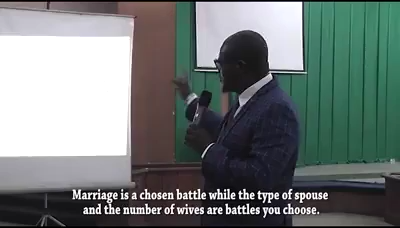 Marriage is a chosen battle while the type of spouse
and the number of wives are battles you choose.